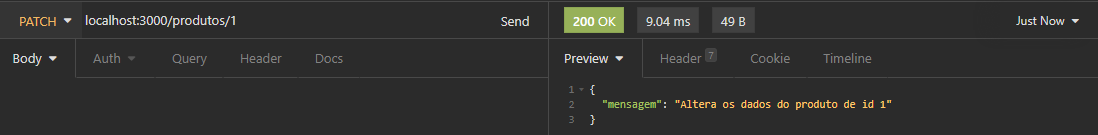 PATCH localhost:3000/produtos/1 Send 200 OK 9.04 ms 49 B Just Now
Body Auth Query Header Docs Preview Header 7 Cookie Timeline
1 {
2 "mensagem": "Altera os dados do produto de id 1"
3 }